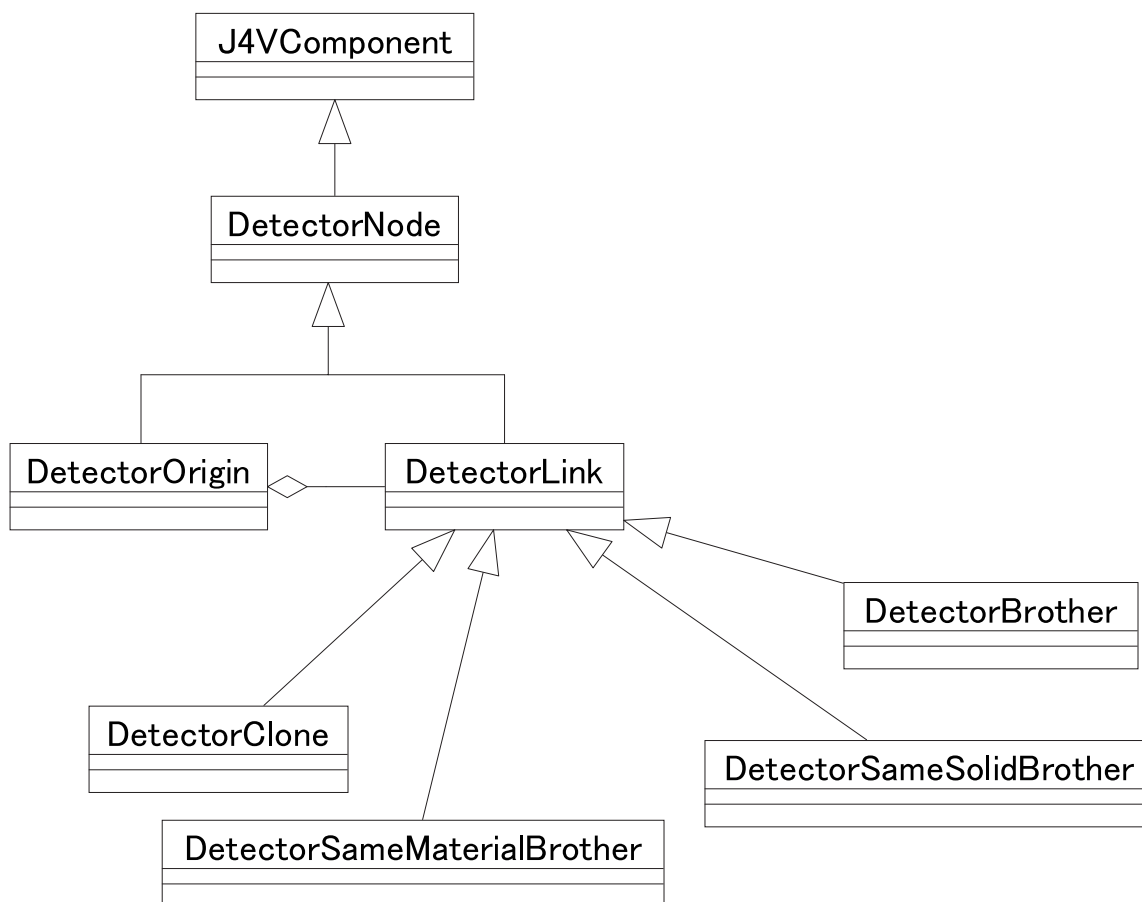 J4VComponent
DetectorNode
DetectorOrigin
DetectorLink
DetectorBrother
DetectorClone
DetectorSameSolidBrother
DetectorSameMaterialBrother